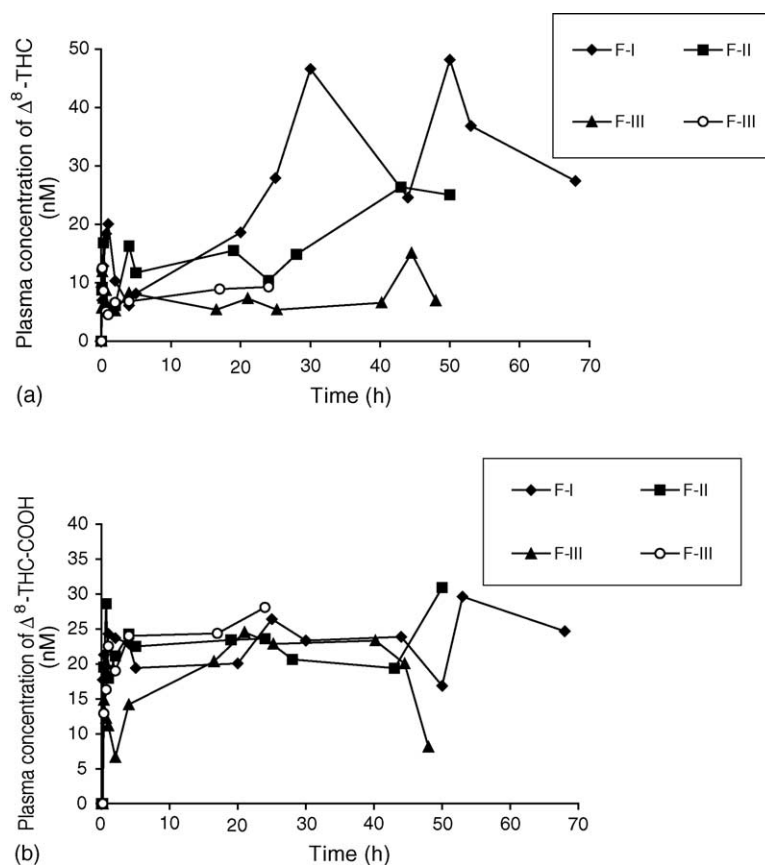 F-I F-II
F-III F-III
Plasma concentration of Δ⁸-THC
(nM)
50
40
30
20
10
0
0 10 20 30 40 50 60 70
Time (h)
(a)
F-I F-II
F-III F-III
Plasma concentration of Δ⁸-THC-COOH
(nM)
40
35
30
25
20
15
10
5
0
0 10 20 30 40 50 60 70
Time (h)
(b)